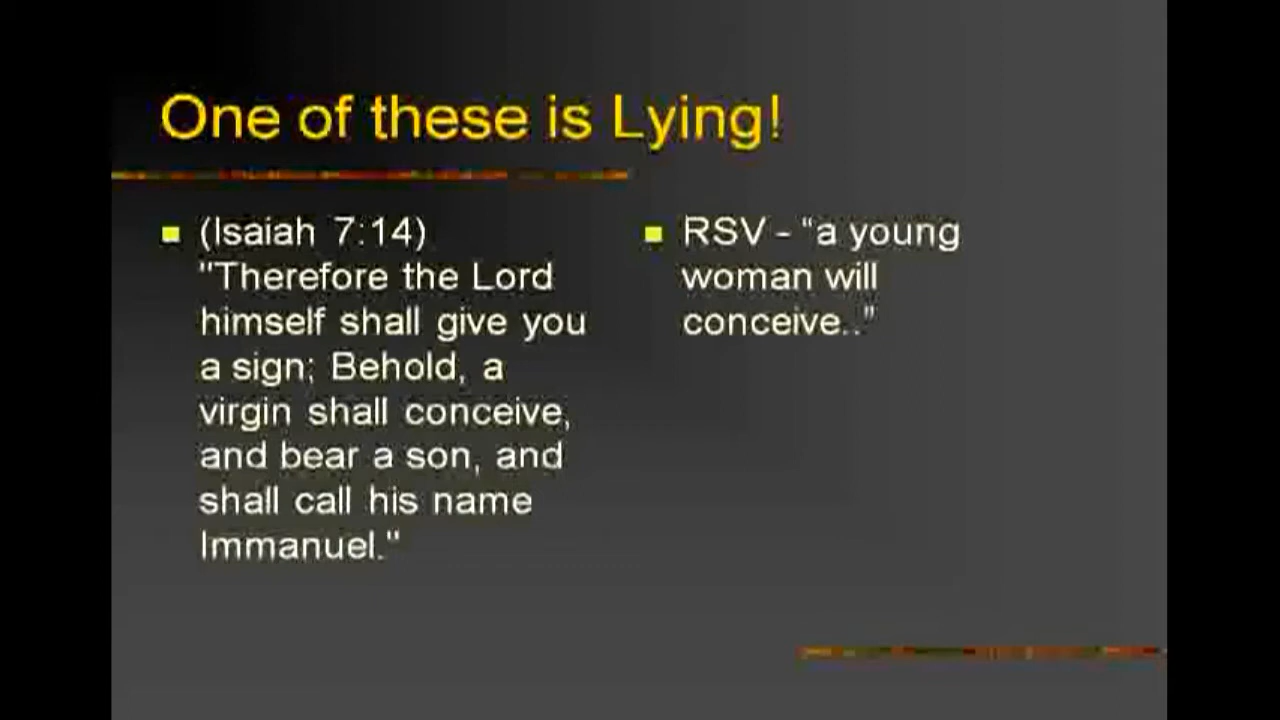 One of these is Lying!
(Isaiah 7:14)
"Therefore the Lord
himself shall give you
a sign; Behold, a
virgin shall conceive,
and bear a son, and
shall call his name
Immanuel."
RSV - “a young
woman will
conceive..”